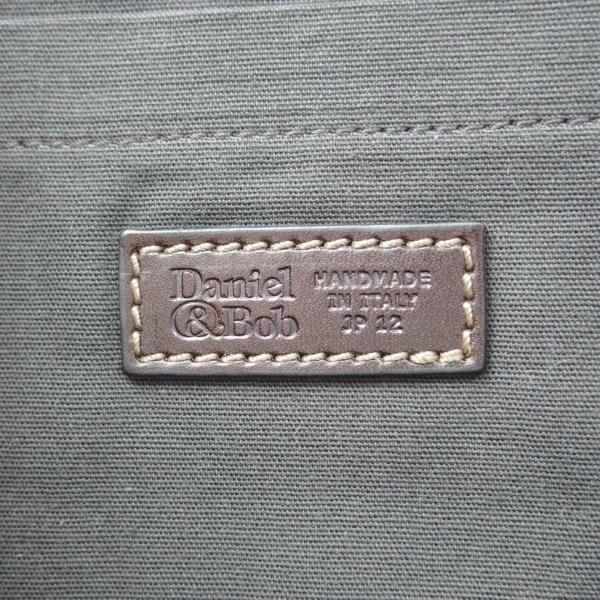 Daniel
&Bob
HANDMADE
IN ITALY
JP 12